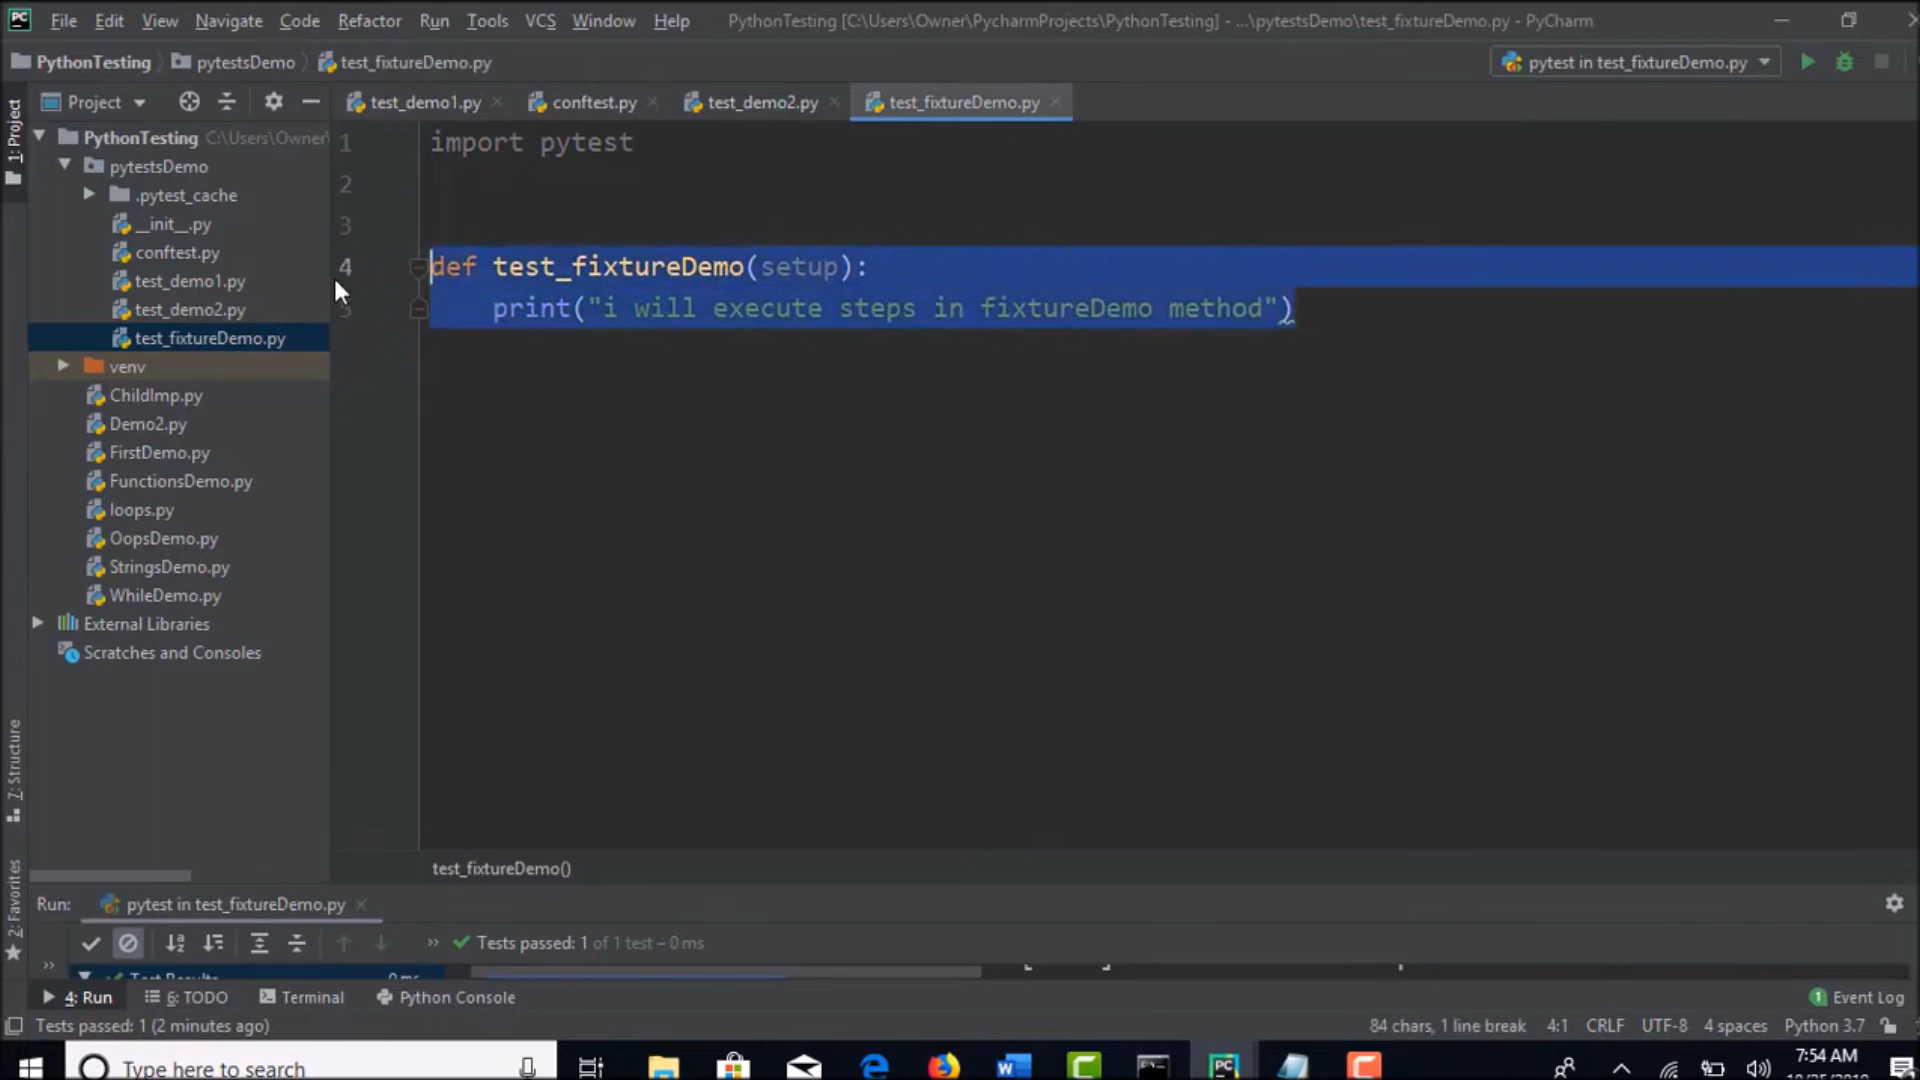 PC File Edit View Navigate Code Refactor Run Tools VCS Window Help PythonTesting [C:\Users\Owner\PycharmProjects\PythonTesting] - ...\pytestsDemo\test_fixtureDemo.py - PyCharm
PythonTesting pytestsDemo test_fixtureDemo.py pytest in test_fixtureDemo.py
Project test_demo1.py conftest.py test_demo2.py test_fixtureDemo.py
1: Project
PythonTesting C:\Users\Owner\
pytestsDemo
.pytest_cache
__init__.py
conftest.py
test_demo1.py
test_demo2.py
test_fixtureDemo.py
venv
ChildImp.py
Demo2.py
FirstDemo.py
FunctionsDemo.py
loops.py
OopsDemo.py
StringsDemo.py
WhileDemo.py
External Libraries
Scratches and Consoles
1 import pytest
2
3
4 def test_fixtureDemo(setup):
5 print("i will execute steps in fixtureDemo method")
test_fixtureDemo()
7: Structure
2: Favorites
Run: pytest in test_fixtureDemo.py
Tests passed: 1 of 1 test – 0 ms
4: Run 6: TODO Terminal Python Console 1 Event Log
Tests passed: 1 (2 minutes ago) 84 chars, 1 line break 4:1 CRLF UTF-8 4 spaces Python 3.7
Type here to search PC 7:54 AM